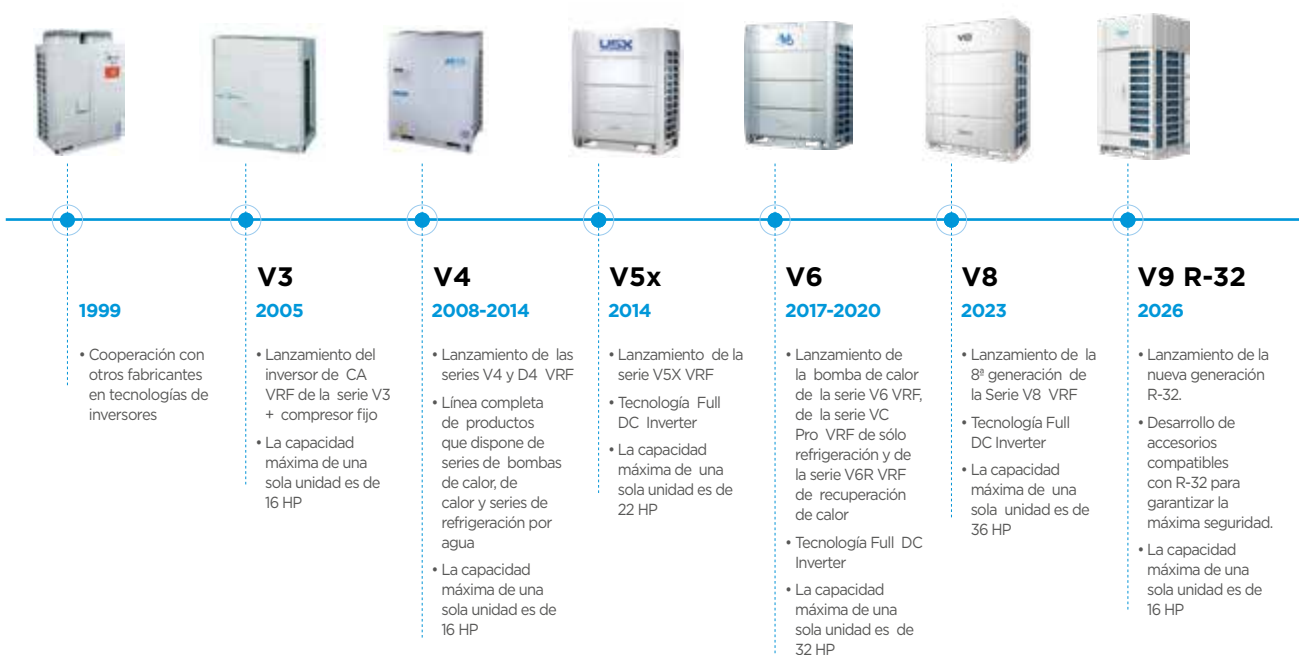 V5X
V6
V8
1999
• Cooperación con
otros fabricantes
en tecnologías de
inversores
V3
2005
• Lanzamiento del
inversor de CA
VRF de la serie V3
+ compresor fijo
• La capacidad
máxima de una
sola unidad es de
16 HP
V4
2008-2014
• Lanzamiento de las
series V4 y D4 VRF
• Línea completa
de productos
que dispone de
series de bombas
de calor, de
calor y series de
refrigeración por
agua
• La capacidad
máxima de una
sola unidad es de
16 HP
V5x
2014
• Lanzamiento de la
serie V5X VRF
• Tecnología Full
DC Inverter
• La capacidad
máxima de una
sola unidad es de
22 HP
V6
2017-2020
• Lanzamiento de
la bomba de calor
de la serie V6 VRF,
de la serie VC
Pro VRF de sólo
refrigeración y de
la serie V6R VRF
de recuperación
de calor
• Tecnología Full DC
Inverter
• La capacidad
máxima de una
sola unidad es de
32 HP
V8
2023
• Lanzamiento de la
8ª generación de
la Serie V8 VRF
• Tecnología Full
DC Inverter
• La capacidad
máxima de una
sola unidad es de
36 HP
V9 R-32
2026
• Lanzamiento de la
nueva generación
R-32.
• Desarrollo de
accesorios
compatibles
con R-32 para
garantizar la
máxima seguridad.
• La capacidad
máxima de una
sola unidad es de
16 HP